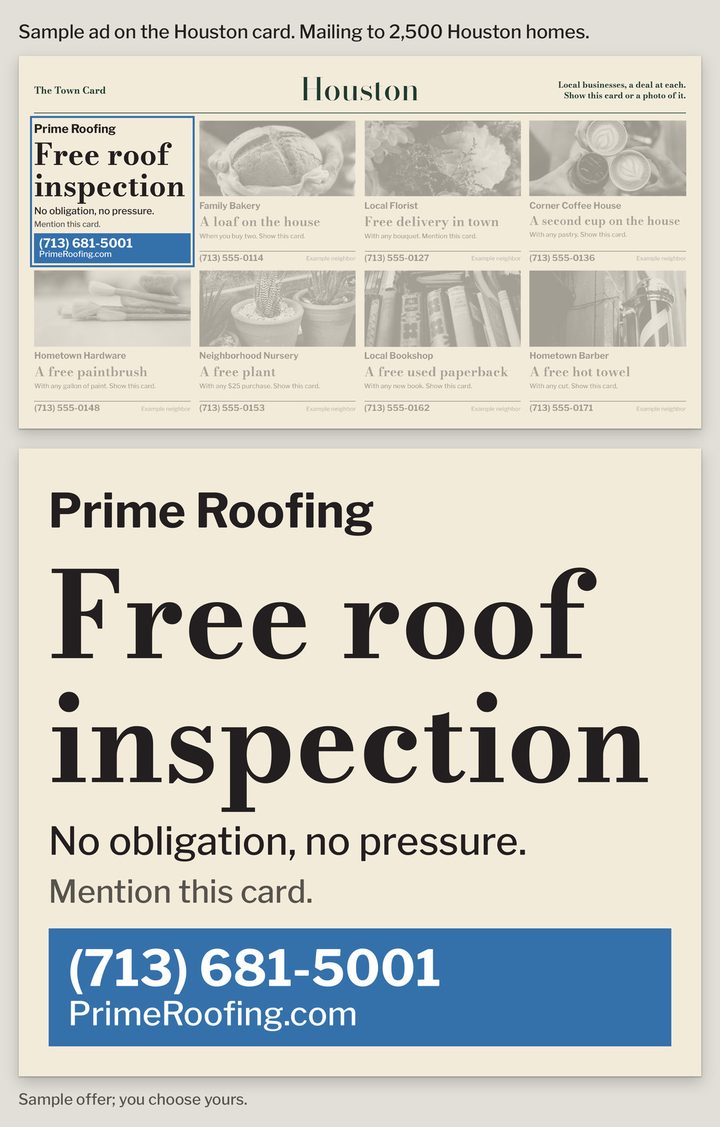 Sample ad on the Houston card. Mailing to 2,500 Houston homes.
The Town Card
Houston
Local businesses, a deal at each.
Show this card or a photo of it.
Prime Roofing
Free roof
inspection
No obligation, no pressure.
Mention this card.
(713) 681-5001
PrimeRoofing.com
Family Bakery
A loaf on the house
When you buy two. Show this card.
(713) 555-0114
Example neighbor
Local Florist
Free delivery in town
With any bouquet. Mention this card.
(713) 555-0127
Example neighbor
Corner Coffee House
A second cup on the house
With any pastry. Show this card.
(713) 555-0136
Example neighbor
Hometown Hardware
A free paintbrush
With any gallon of paint. Show this card.
(713) 555-0148
Example neighbor
Neighborhood Nursery
A free plant
With any $25 purchase. Show this card.
(713) 555-0153
Example neighbor
Local Bookshop
A free used paperback
With any new book. Show this card.
(713) 555-0162
Example neighbor
Hometown Barber
A free hot towel
With any cut. Show this card.
(713) 555-0171
Example neighbor
Prime Roofing
Free roof
inspection
No obligation, no pressure.
Mention this card.
(713) 681-5001
PrimeRoofing.com
Sample offer; you choose yours.